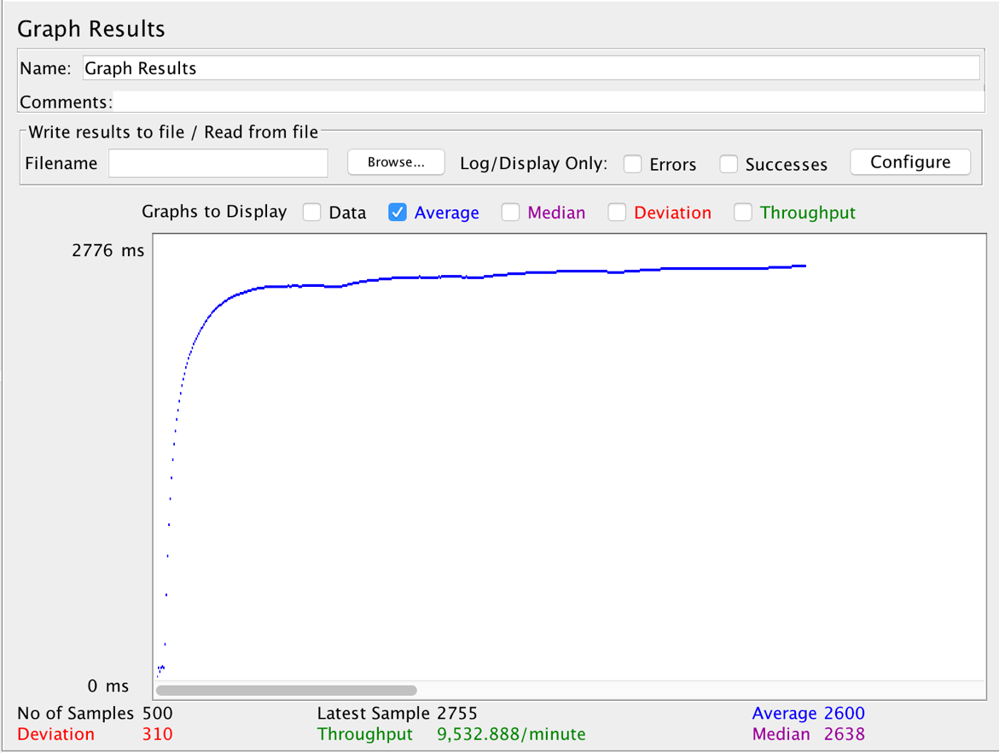 Graph Results
Name: Graph Results
Comments:
Write results to file / Read from file
Filename Browse... Log/Display Only: Errors Successes Configure
Graphs to Display Data Average Median Deviation Throughput
2776 ms
0 ms
No of Samples 500 Latest Sample 2755 Average 2600
Deviation 310 Throughput 9,532.888/minute Median 2638